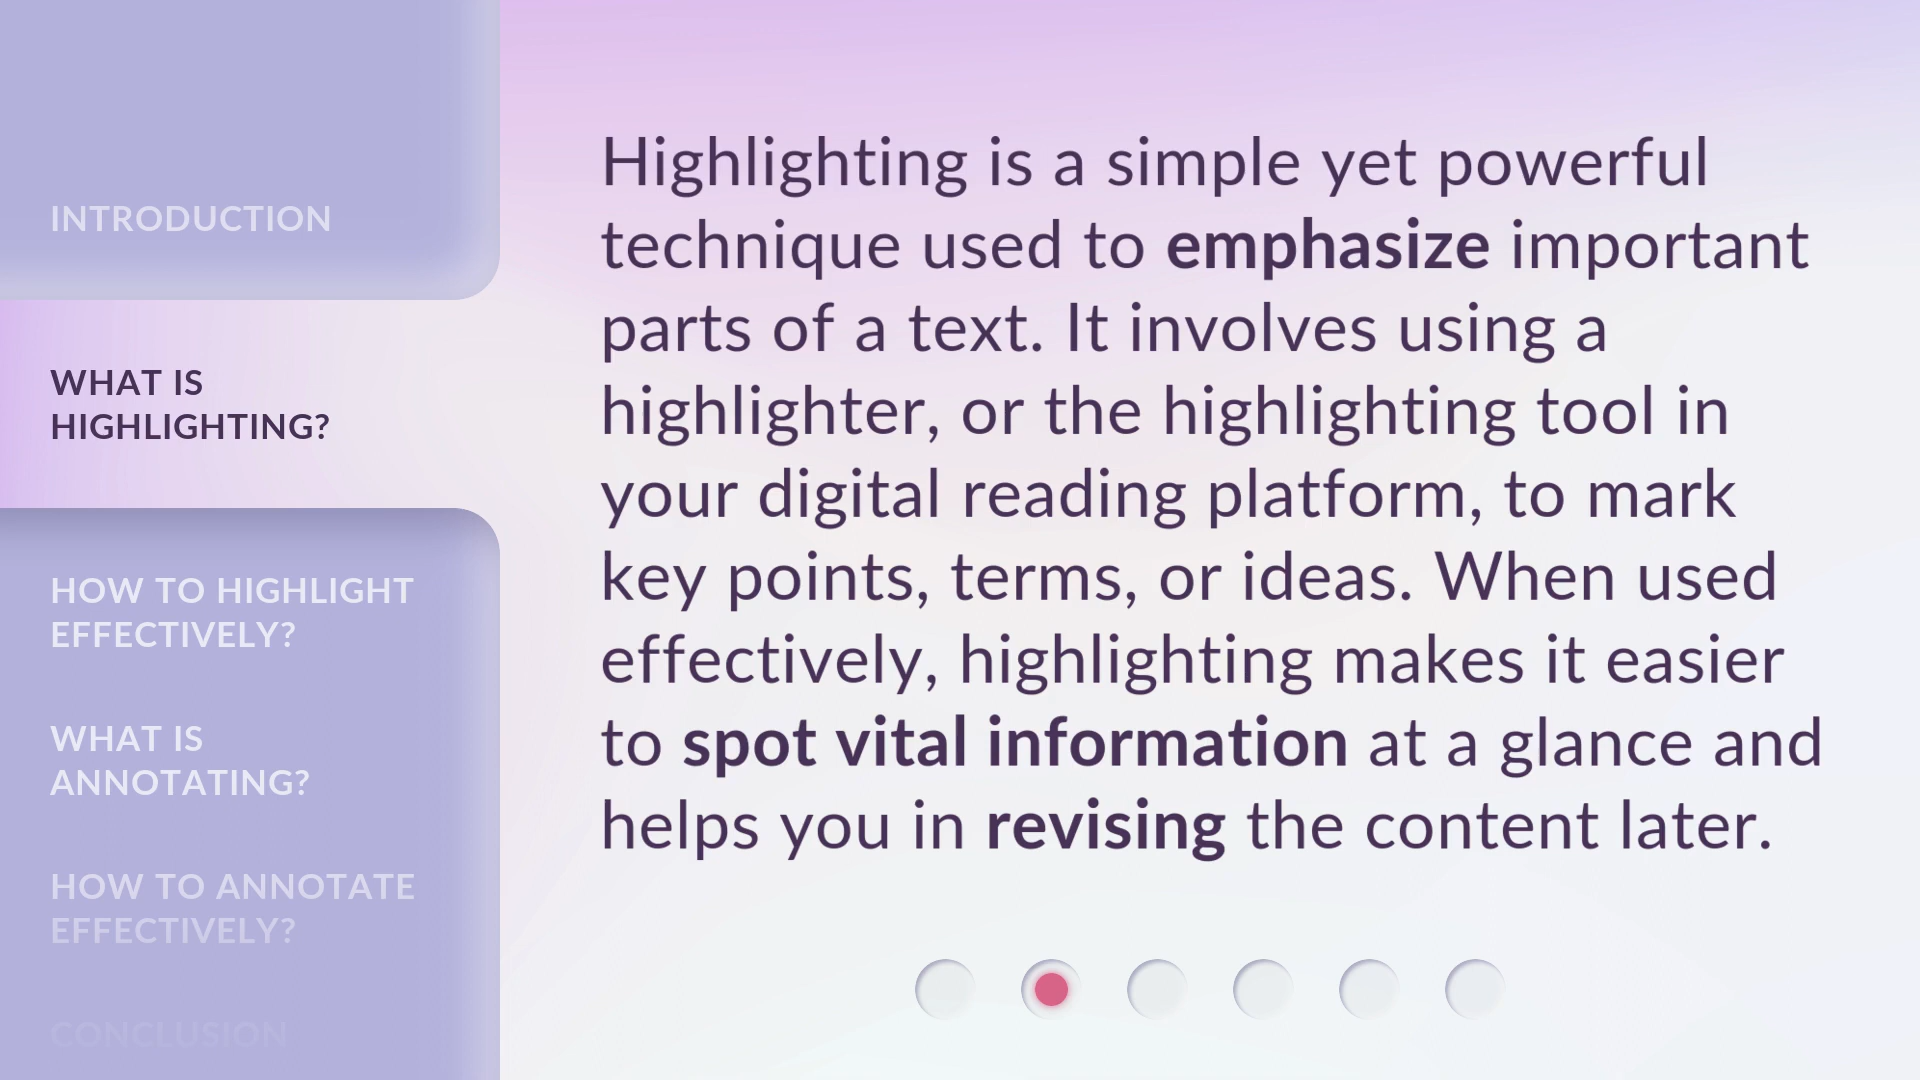 INTRODUCTION
WHAT IS
HIGHLIGHTING?
HOW TO HIGHLIGHT
EFFECTIVELY?
WHAT IS
ANNOTATING?
HOW TO ANNOTATE
EFFECTIVELY?
CONCLUSION
Highlighting is a simple yet powerful
technique used to emphasize important
parts of a text. It involves using a
highlighter, or the highlighting tool in
your digital reading platform, to mark
key points, terms, or ideas. When used
effectively, highlighting makes it easier
to spot vital information at a glance and
helps you in revising the content later.